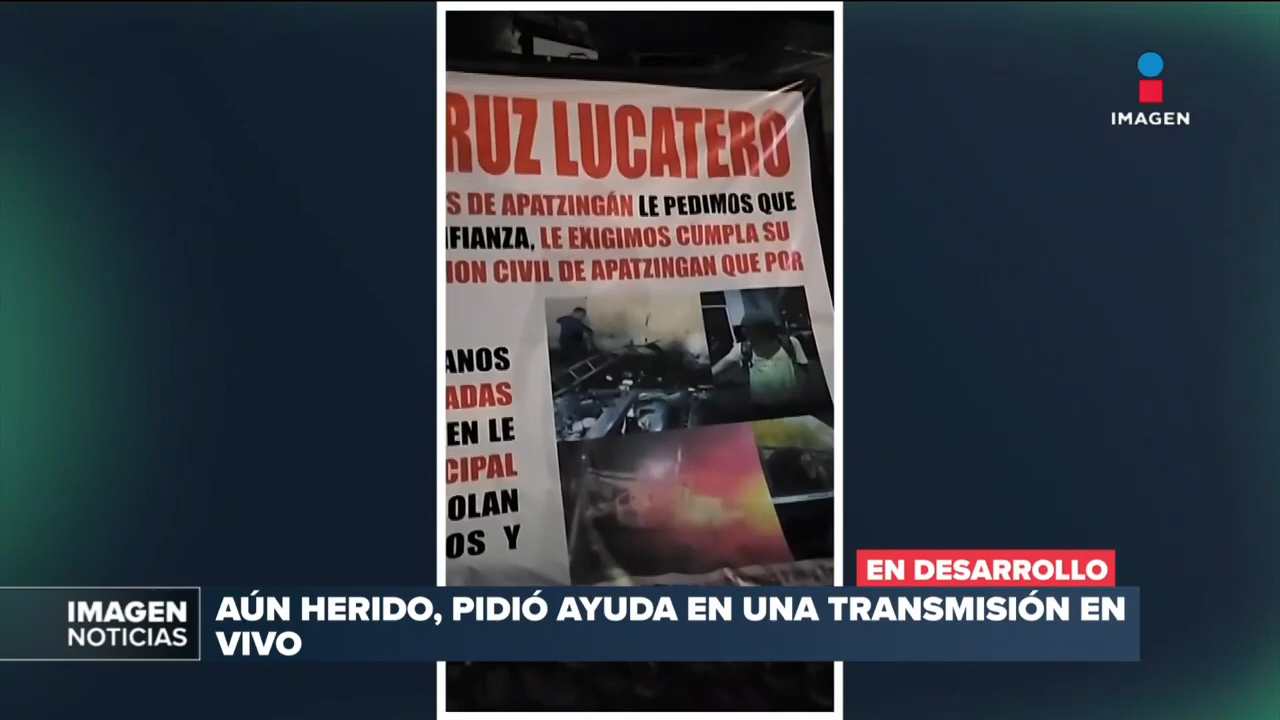 RUZ LUCATERO
S DE APATZINGÁN LE PEDIMOS QUE
FIANZA, LE EXIGIMOS CUMPLA SU
ION CIVIL DE APATZINGAN QUE POR
ANOS
ADAS
EN LE
CIPAL
OLAN
OS Y
IMAGEN
EN DESARROLLO
IMAGEN
NOTICIAS
AÚN HERIDO, PIDIÓ AYUDA EN UNA TRANSMISIÓN EN
VIVO